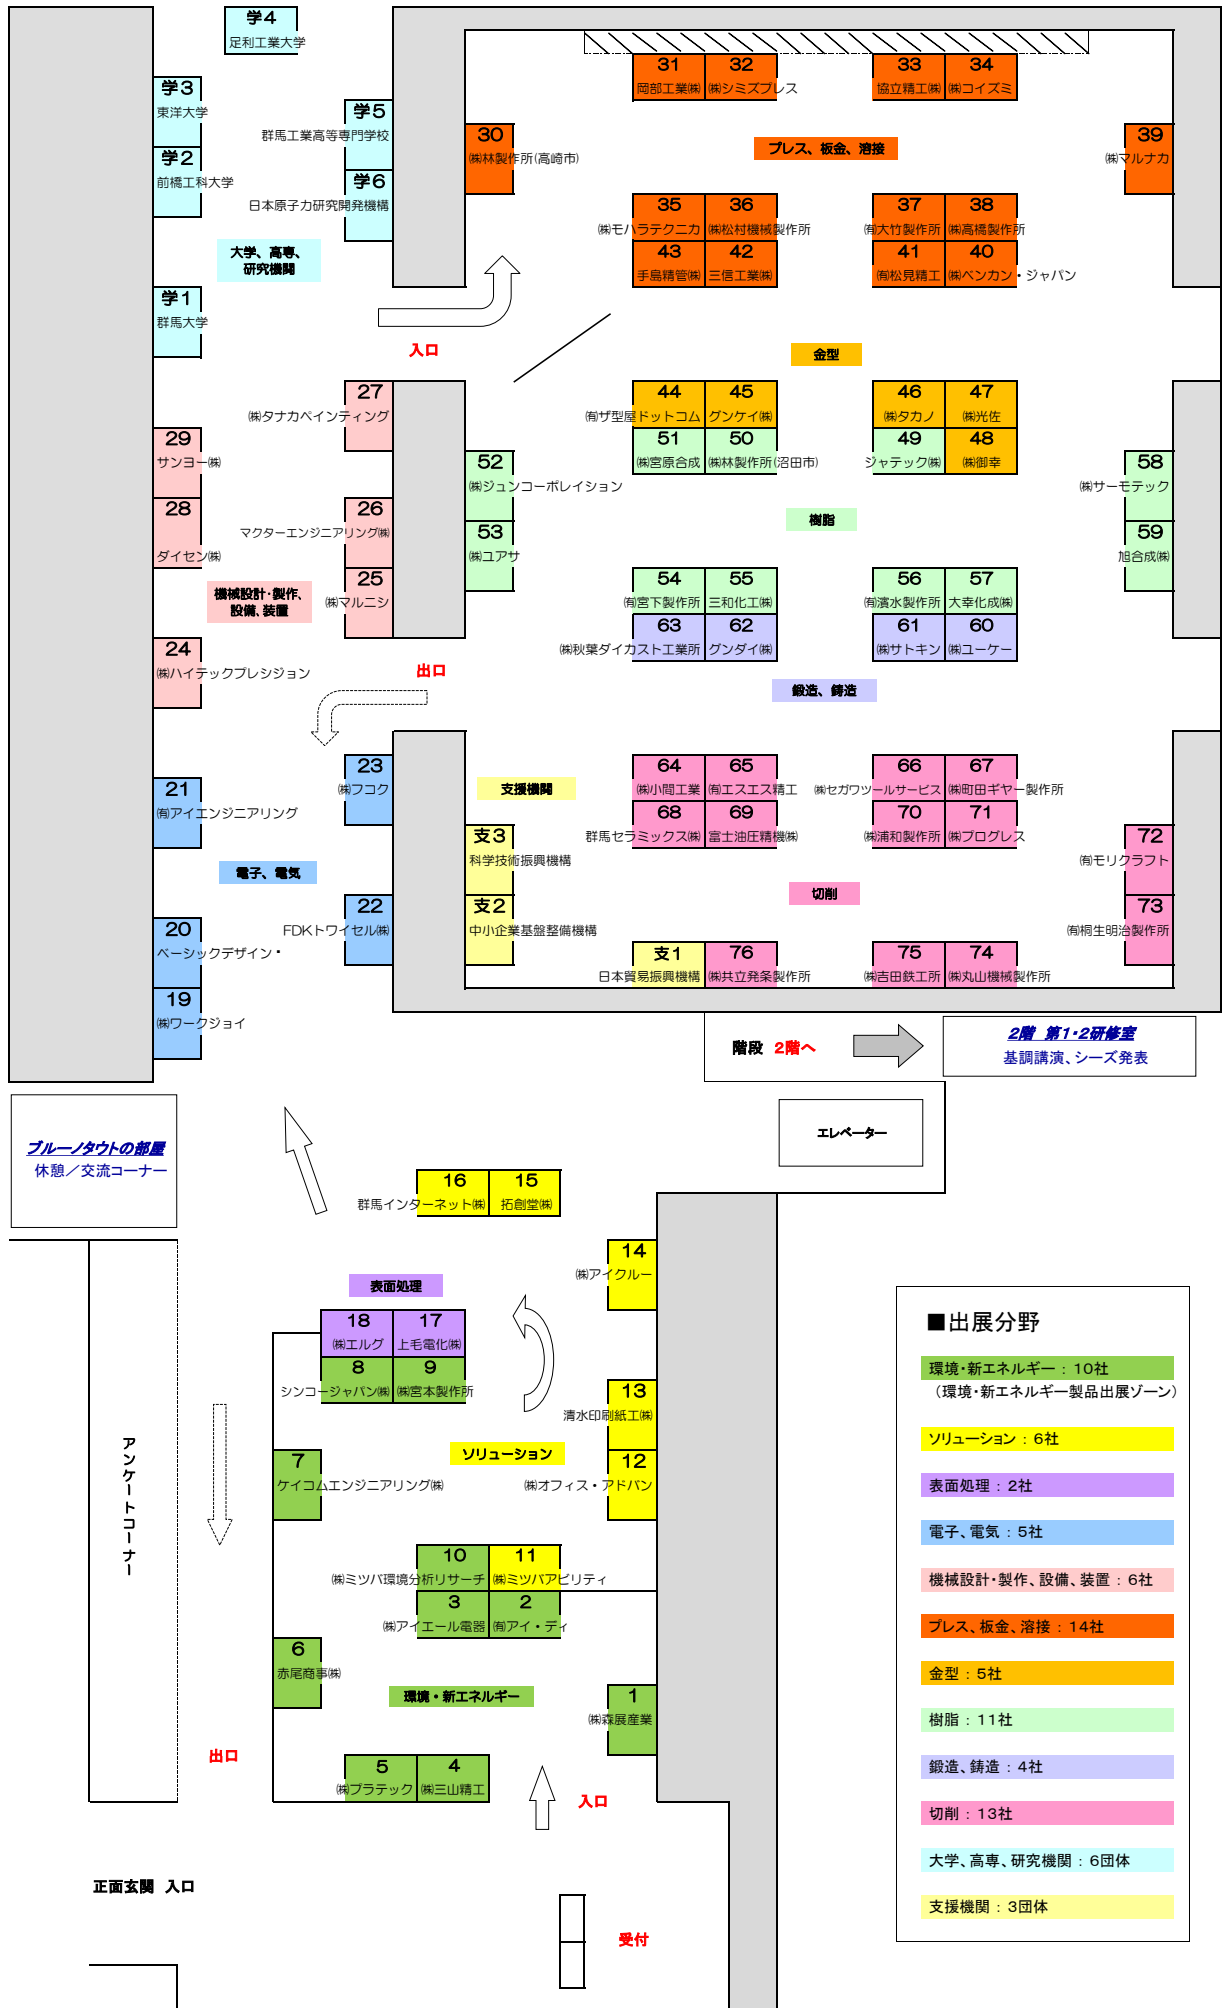 学4
足利工業大学
学3
東洋大学
学2
前橋工科大学
学5
群馬工業高等専門学校
学6
日本原子力研究開発機構
大学、高専、
研究機関
学1
群馬大学
入口
31
岡部工業㈱
32
㈱シミズプレス
33
協立精工㈱
34
㈱コイズミ
30
㈱林製作所(高崎市)
プレス、板金、溶接
39
㈱マルナカ
35
㈱モハラテクニカ
36
㈱松村機械製作所
37
㈲大竹製作所
38
㈱高橋製作所
43
手島精管㈱
42
三信工業㈱
41
㈲松見精工
40
㈱ベンカン・ジャパン
金型
27
㈱タナカペインティング
44
㈲ザ型屋ドットコム
45
グンケイ㈱
46
㈱タカノ
47
㈱光佐
29
サンヨー㈱
51
㈱宮原合成
50
㈱林製作所(沼田市)
49
ジャテック㈱
48
㈱御幸
52
㈱ジュンコーポレイション
58
㈱サーモテック
28
ダイセン㈱
26
マクターエンジニアリング㈱
樹脂
53
㈱ユアサ
59
旭合成㈱
機械設計・製作、
設備、装置
25
㈱マルニシ
54
㈲宮下製作所
55
三和化工㈱
56
㈲濱水製作所
57
大幸化成㈱
63
㈱秋葉ダイカスト工業所
62
グンダイ㈱
61
㈱サトキン
60
㈱ユーケー
24
㈱ハイテックプレシジョン
出口
鍛造、鋳造
23
㈱フコク
支援機関
64
㈱小間工業
65
㈲エスエス精工
66
㈱セガワツールサービス
67
㈱町田ギヤー製作所
21
㈲アイエンジニアリング
68
群馬セラミックス㈱
69
富士油圧精機㈱
70
㈱浦和製作所
71
㈱プログレス
支3
科学技術振興機構
72
㈲モリクラフト
電子、電気
切削
22
FDKトワイセル㈱
支2
中小企業基盤整備機構
73
㈲桐生明治製作所
20
ベーシックデザイン・
支1
日本貿易振興機構
76
㈱共立発条製作所
75
㈱吉田鉄工所
74
㈱丸山機械製作所
19
㈱ワークジョイ
階段 2階へ
2階 第1・2研修室
基調講演、シーズ発表
エレベーター
ブルーノタウトの部屋
休憩／交流コーナー
16
群馬インターネット㈱
15
拓創堂㈱
14
㈱アイクルー
表面処理
18
㈱エルグ
17
上毛電化㈱
8
シンコージャパン㈱
9
㈱宮本製作所
13
清水印刷紙工㈱
ソリューション
7
ケイコムエンジニアリング㈱
12
㈱オフィス・アドバン
アンケートコーナー
10
㈱ミツバ環境分析リサーチ
11
㈱ミツバアビリティ
3
㈱アイエール電器
2
㈲アイ・ディ
6
赤尾商事㈱
環境・新エネルギー
1
㈱森展産業
出口
5
㈱プラテック
4
㈱三山精工
入口
正面玄関 入口
受付
■出展分野
環境・新エネルギー：10社
（環境・新エネルギー製品出展ゾーン）
ソリューション：6社
表面処理：2社
電子、電気：5社
機械設計・製作、設備、装置：6社
プレス、板金、溶接：14社
金型：5社
樹脂：11社
鍛造、鋳造：4社
切削：13社
大学、高専、研究機関：6団体
支援機関：3団体